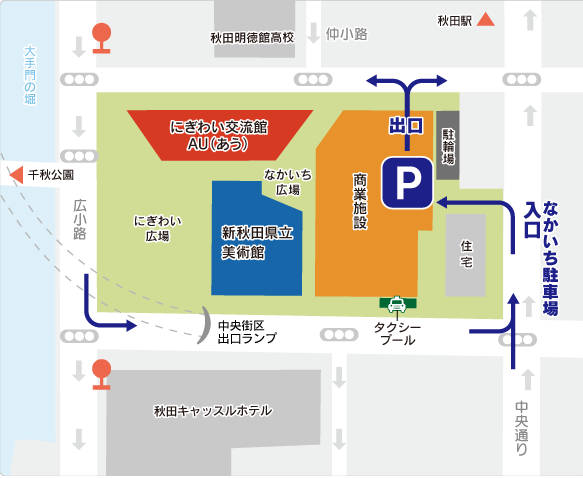 秋田駅
秋田明徳館高校
仲小路
大手門の堀
千秋公園
広小路
にぎわい交流館
AU(あう)
なかいち
広場
出口
駐輪場
P
商業施設
にぎわい
広場
新秋田県立
美術館
住宅
なかいち駐車場
入口
タクシー
プール
中央街区
出口ランプ
秋田キャッスルホテル
中央通り